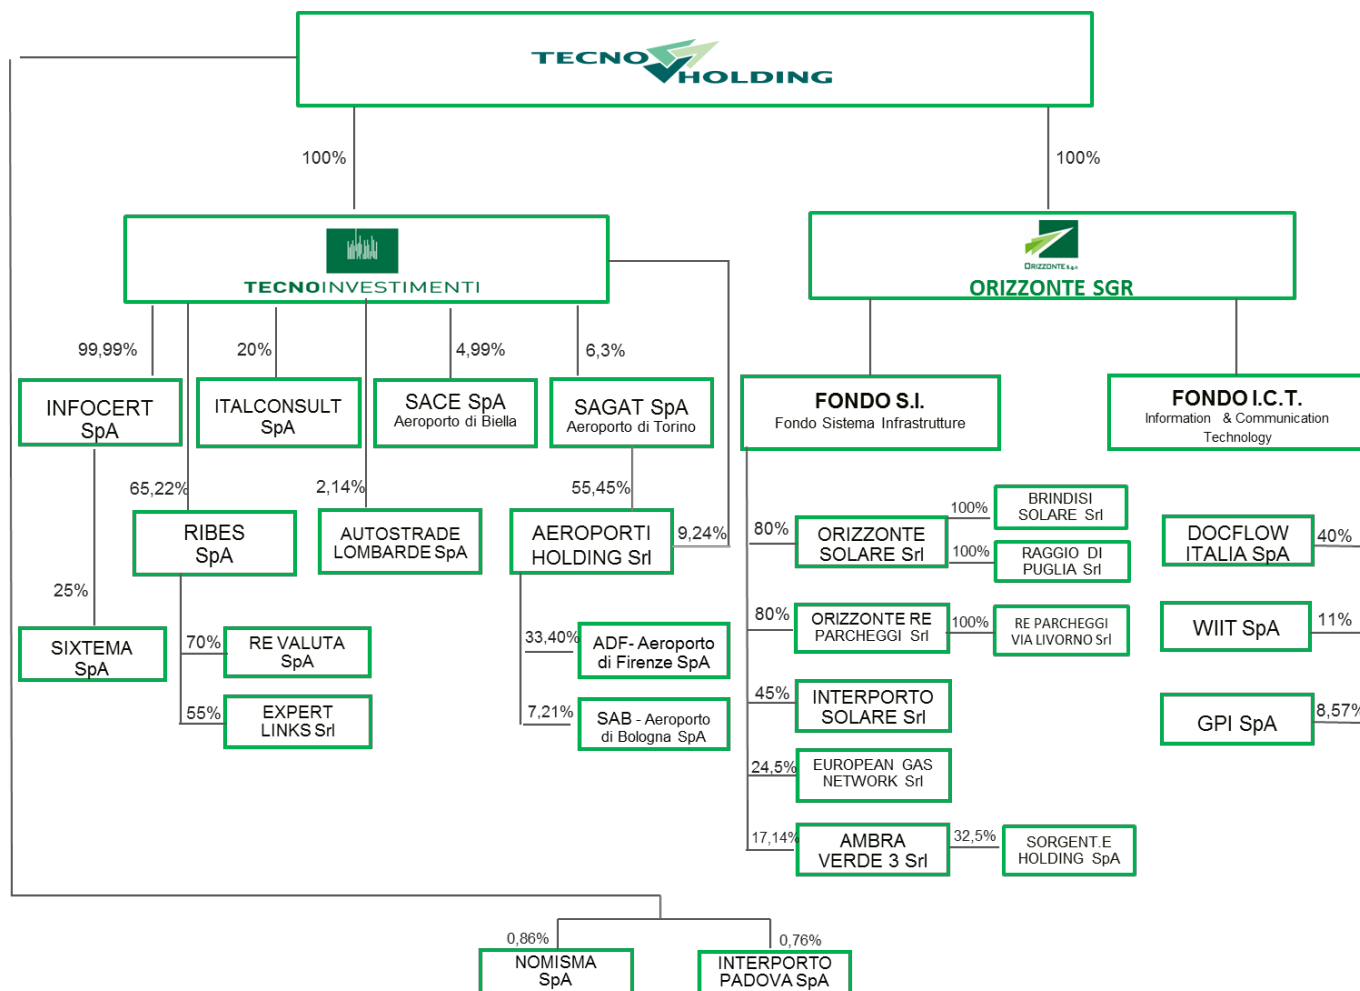 TECNO
HOLDING
100%
100%
TECNOINVESTIMENTI
ORIZZONTE S.g.r.
ORIZZONTE SGR
99,99%
20%
4,99%
6,3%
INFOCERT
SpA
ITALCONSULT
SpA
SACE SpA
Aeroporto di Biella
SAGAT SpA
Aeroporto di Torino
FONDO S.I.
Fondo Sistema Infrastrutture
FONDO I.C.T.
Information & Communication
Technology
65,22%
2,14%
55,45%
RIBES
SpA
AUTOSTRADE
LOMBARDE SpA
AEROPORTI
HOLDING Srl
9,24%
80%
ORIZZONTE
SOLARE Srl
100%
BRINDISI
SOLARE Srl
100%
RAGGIO DI
PUGLIA Srl
DOCFLOW
ITALIA SpA
40%
25%
SIXTEMA
SpA
70%
RE VALUTA
SpA
33,40%
ADF- Aeroporto
di Firenze SpA
80%
ORIZZONTE RE
PARCHEGGI Srl
100%
RE PARCHEGGI
VIA LIVORNO Srl
WIIT SpA
11%
55%
EXPERT
LINKS Srl
7,21%
SAB - Aeroporto
di Bologna SpA
45%
INTERPORTO
SOLARE Srl
GPI SpA
8,57%
24,5%
EUROPEAN GAS
NETWORK Srl
17,14%
AMBRA
VERDE 3 Srl
32,5%
SORGENT.E
HOLDING SpA
0,86%
0,76%
NOMISMA
SpA
INTERPORTO
PADOVA SpA